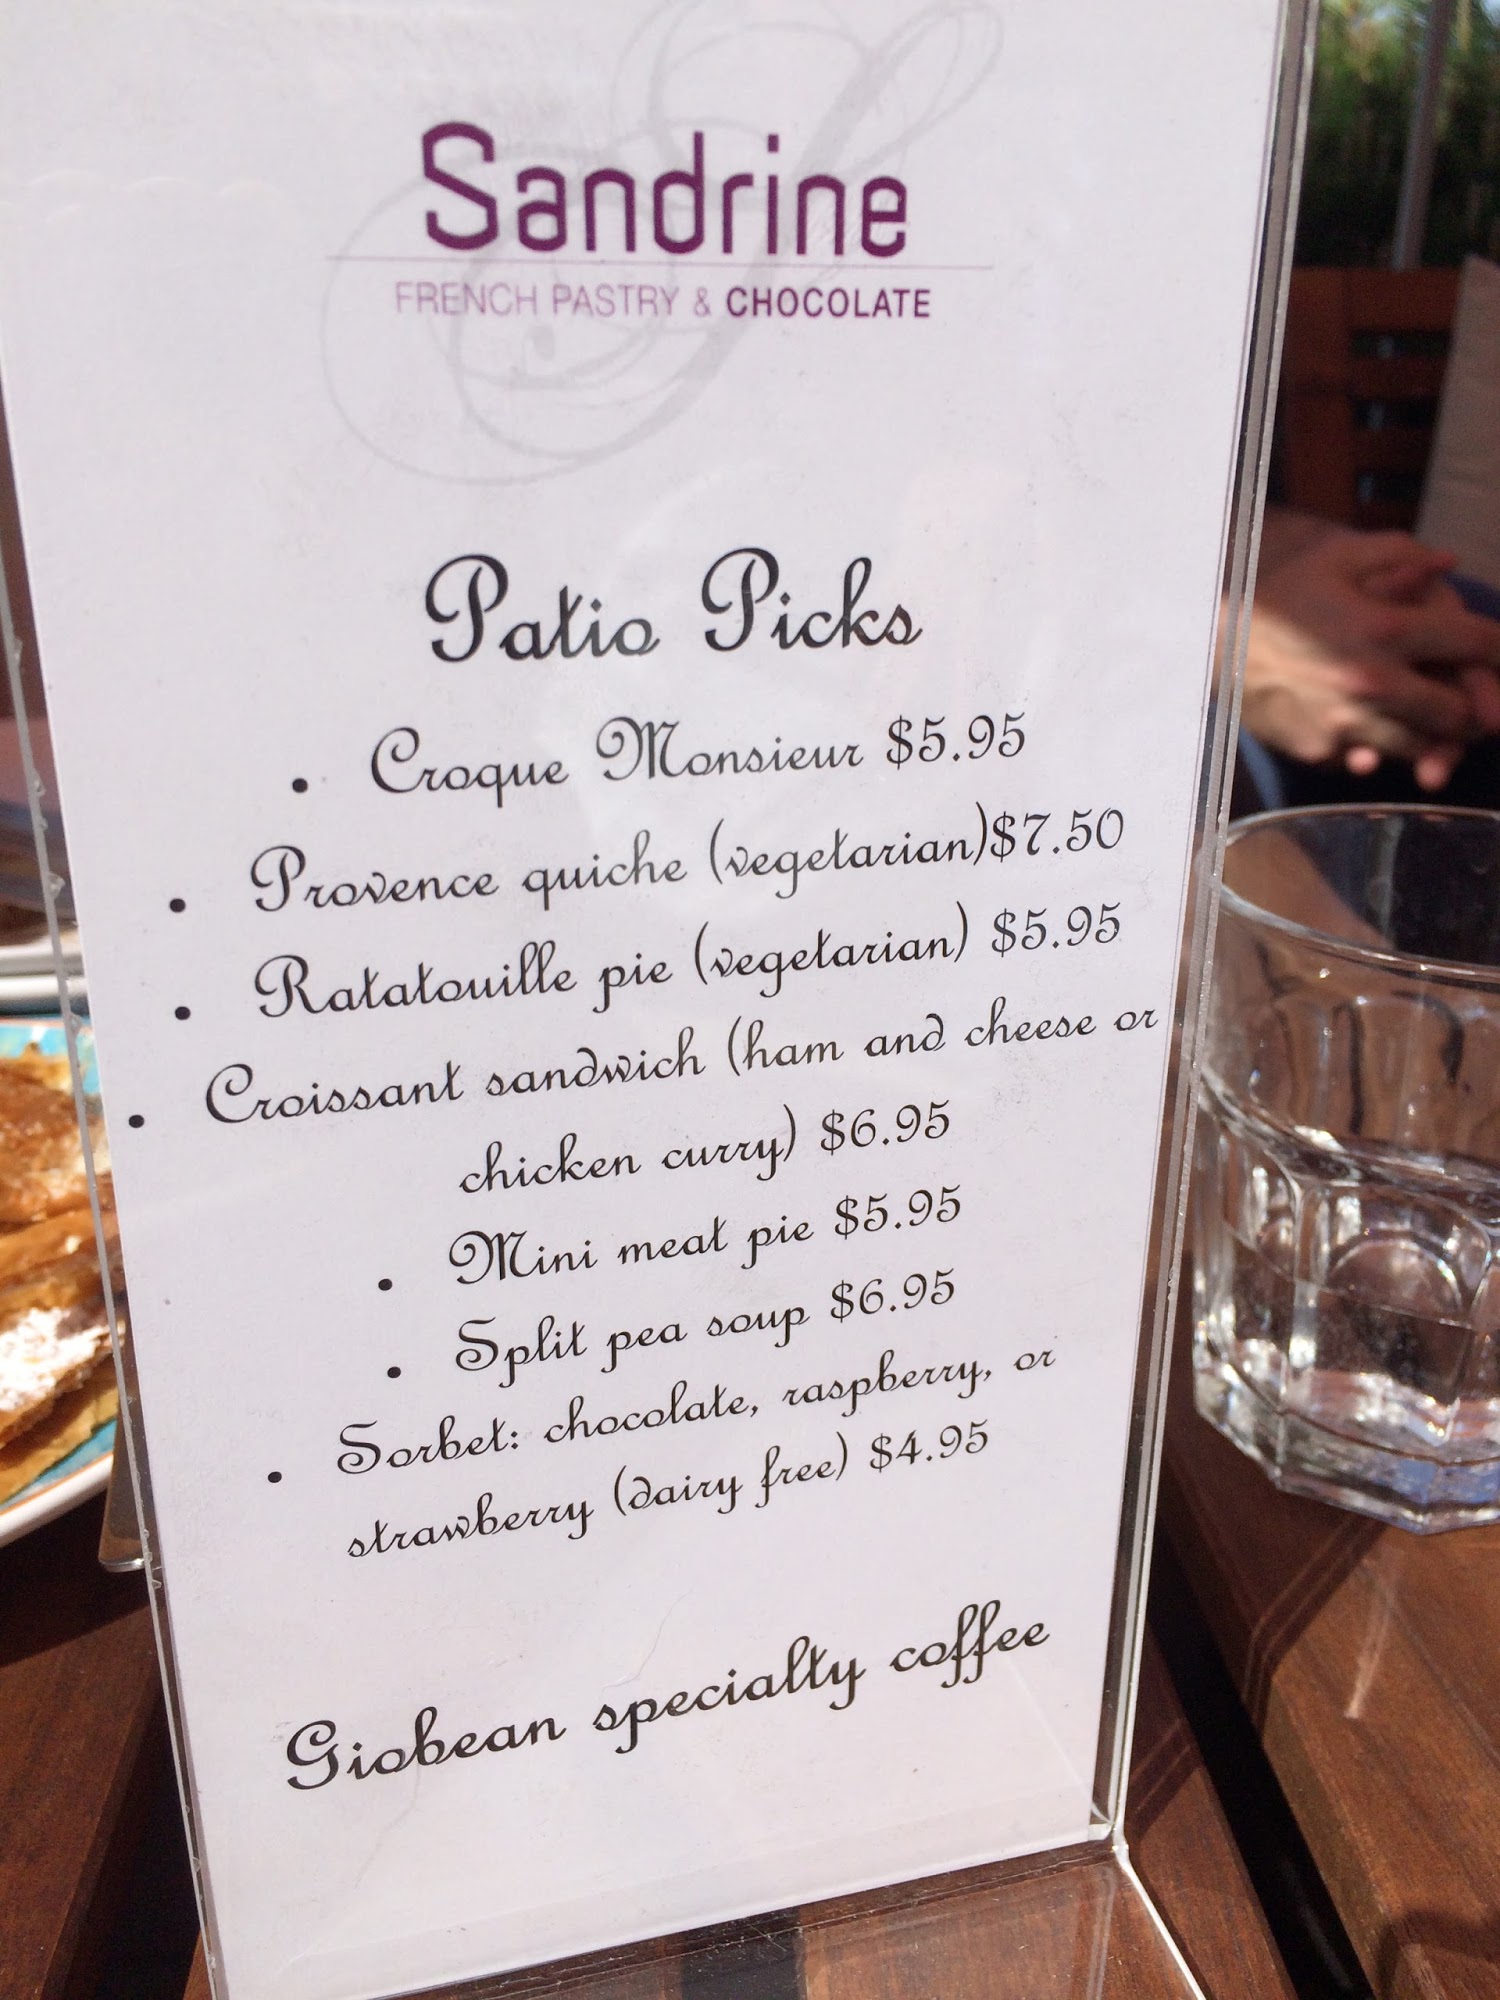 Sandrine
FRENCH PASTRY & CHOCOLATE
Patio Picks
• Croque Monsieur $5.95
• Provence quiche (vegetarian)$7.50
• Ratatouille pie (vegetarian) $5.95
• Croissant sandwich (ham and cheese or
chicken curry) $6.95
• Mini meat pie $5.95
• Split pea soup $6.95
• Sorbet: chocolate, raspberry, or
strawberry (dairy free) $4.95
Giobean specialty coffee